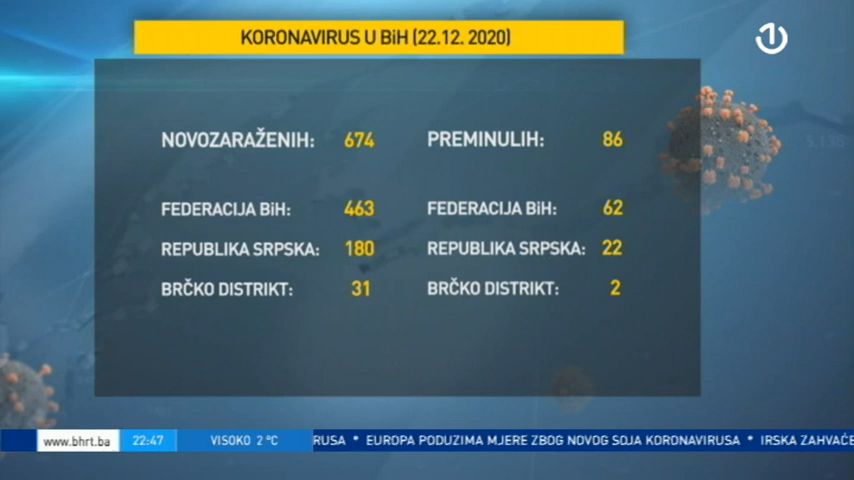 KORONAVIRUS U BiH (22.12. 2020)
NOVOZARAŽENIH: 674
FEDERACIJA BiH: 463
REPUBLIKA SRPSKA: 180
BRČKO DISTRIKT: 31
PREMINULIH: 86
FEDERACIJA BiH: 62
REPUBLIKA SRPSKA: 22
BRČKO DISTRIKT: 2
www.bhrt.ba 22:47 VISOKO 2 °C RUSA * EUROPA PODUZIMA MJERE ZBOG NOVOG SOJA KORONAVIRUSA * IRSKA ZAHVAĆE